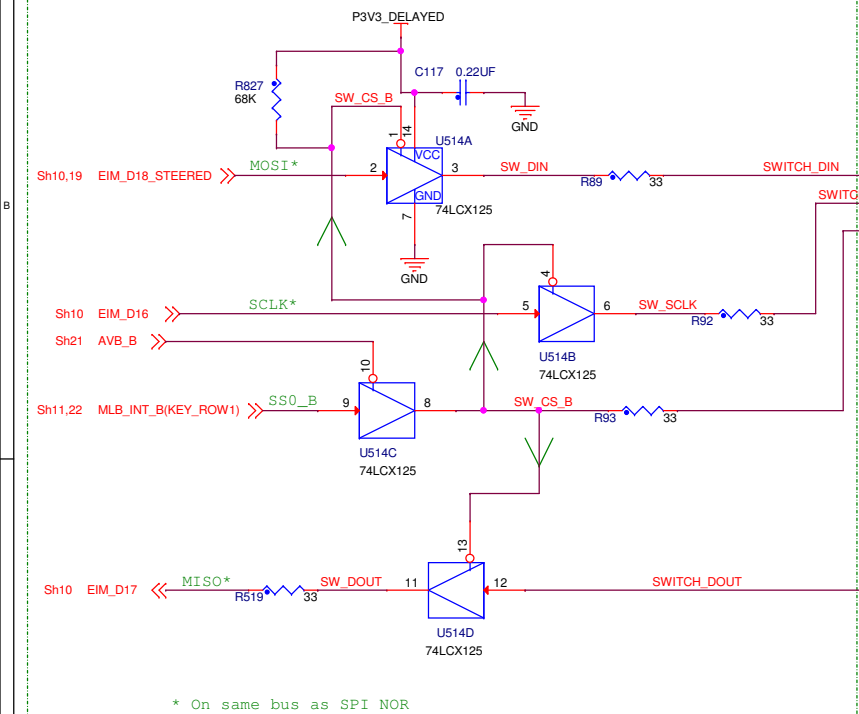 P3V3_DELAYED
C117 0.22UF
R827
68K
SW_CS_B
GND
1
14
U514A
VCC
MOSI*
Sh10,19 EIM_D18_STEERED
2
3
SW_DIN
R89
33
SWITCH_DIN
GND
74LCX125
SWITC
B
7
GND
4
SCLK*
Sh10 EIM_D16
5
6
SW_SCLK
R92
33
Sh21 AVB_B
U514B
74LCX125
10
SS0_B
Sh11,22 MLB_INT_B(KEY_ROW1)
9
8
SW_CS_B
R93
33
U514C
74LCX125
13
MISO*
Sh10 EIM_D17
R519
33
SW_DOUT
11
12
SWITCH_DOUT
U514D
74LCX125
* On same bus as SPI NOR